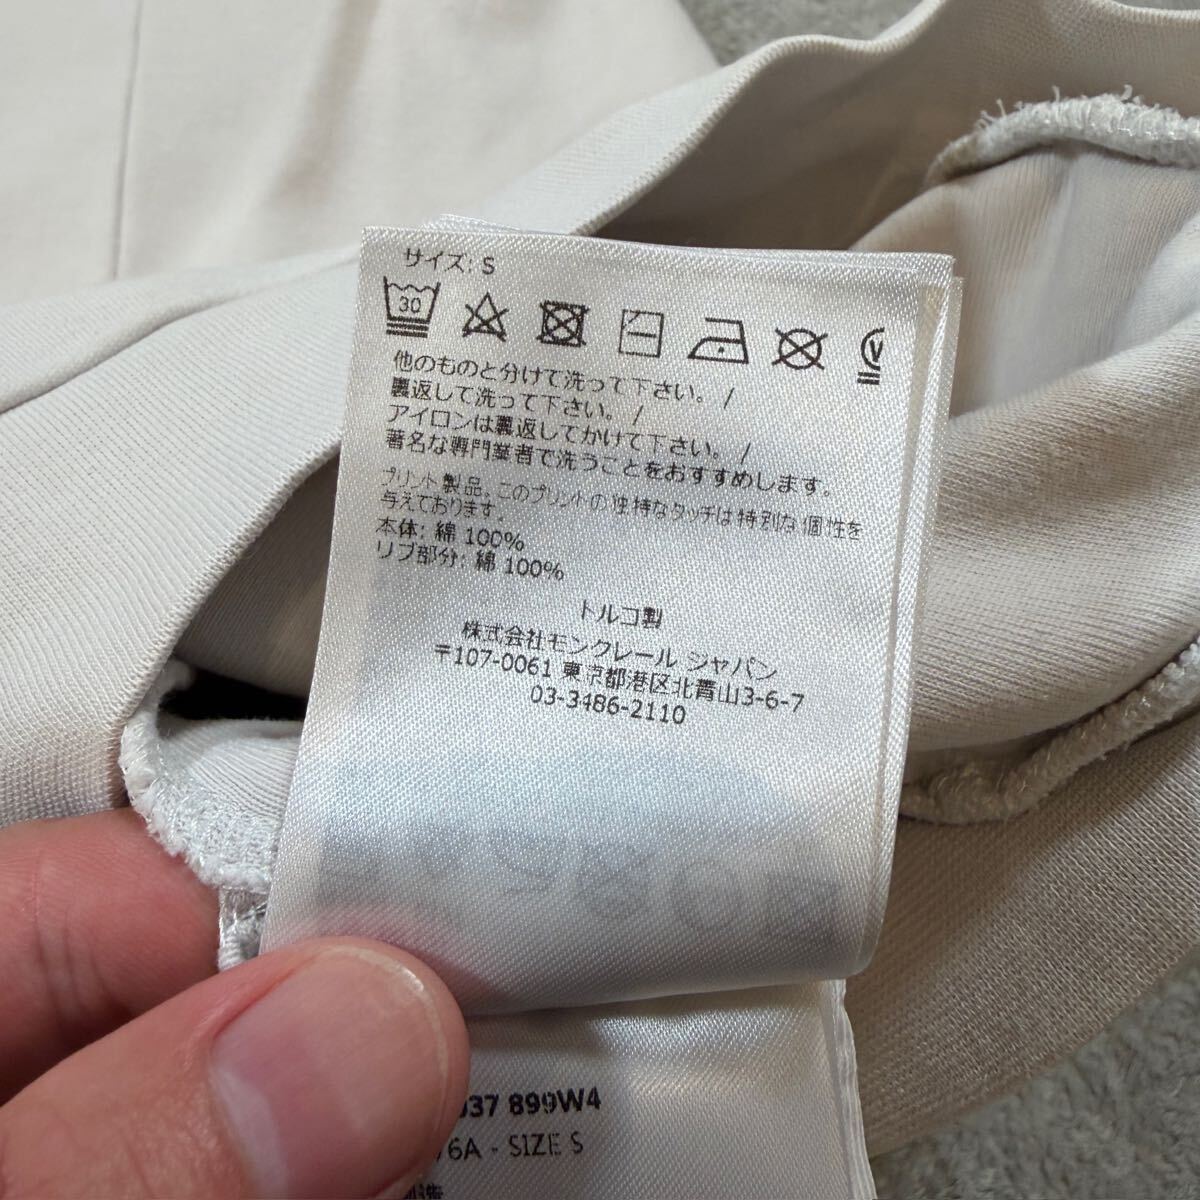 サイズ: S
30
V
他のものと分けて洗って下さい。/
裏返して洗って下さい。/
アイロンは裏返してかけて下さい。/
著名な専門業者で洗うことをおすすめします。
プリント製品。このプリントの独特なタッチは特別な個性を
与えております。
本体: 綿 100%
リブ部分: 綿 100%
トルコ製
株式会社モンクレール ジャパン
〒107-0061 東京都港区北青山3-6-7
03-3486-2110
037 899W4
76A - SIZE S